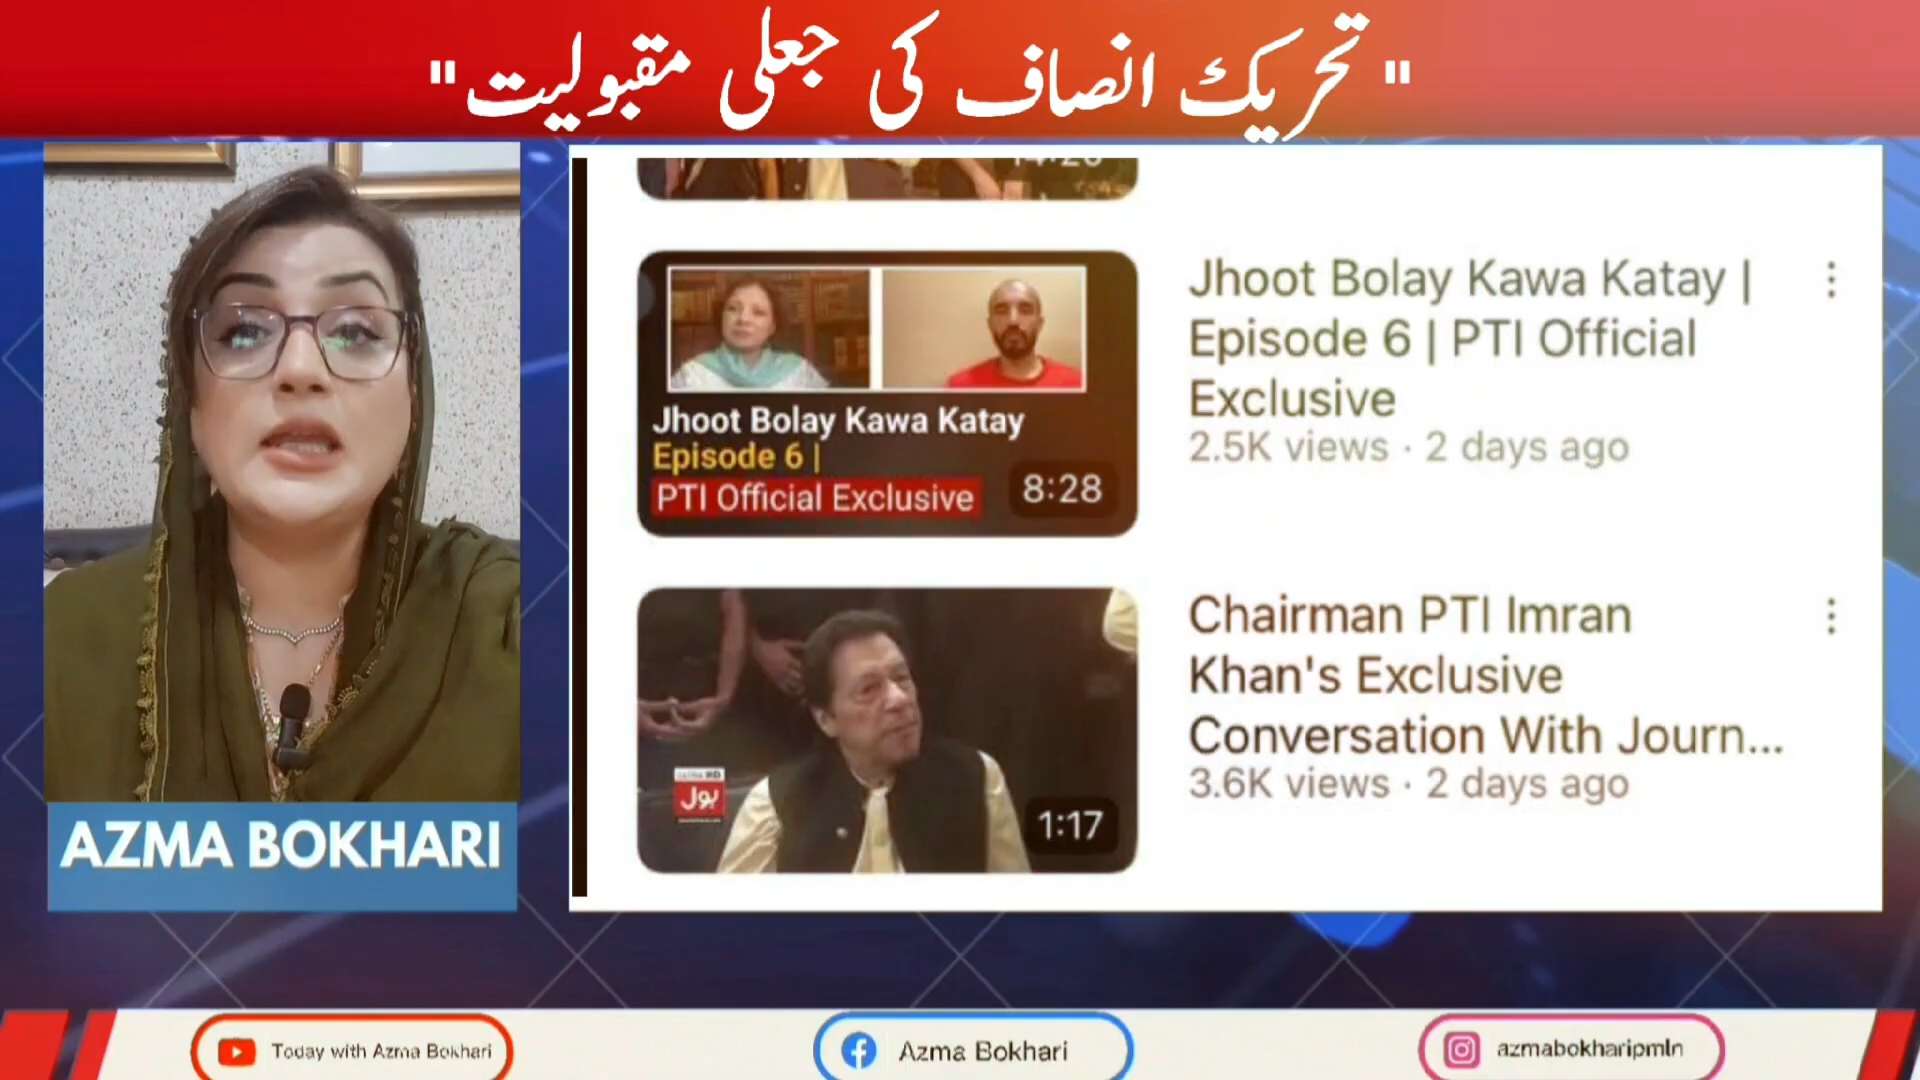 "تحریک انصاف کی جعلی مقبولیت"
Jhoot Bolay Kawa Katay
Episode 6 |
PTI Official Exclusive
8:28
Jhoot Bolay Kawa Katay |
Episode 6 | PTI Official
Exclusive
2.5K views · 2 days ago
بول
1:17
Chairman PTI Imran
Khan's Exclusive
Conversation With Journ...
3.6K views · 2 days ago
AZMA BOKHARI
Today with Azma Bokhari
Azma Bokhari
azmabokharipmln